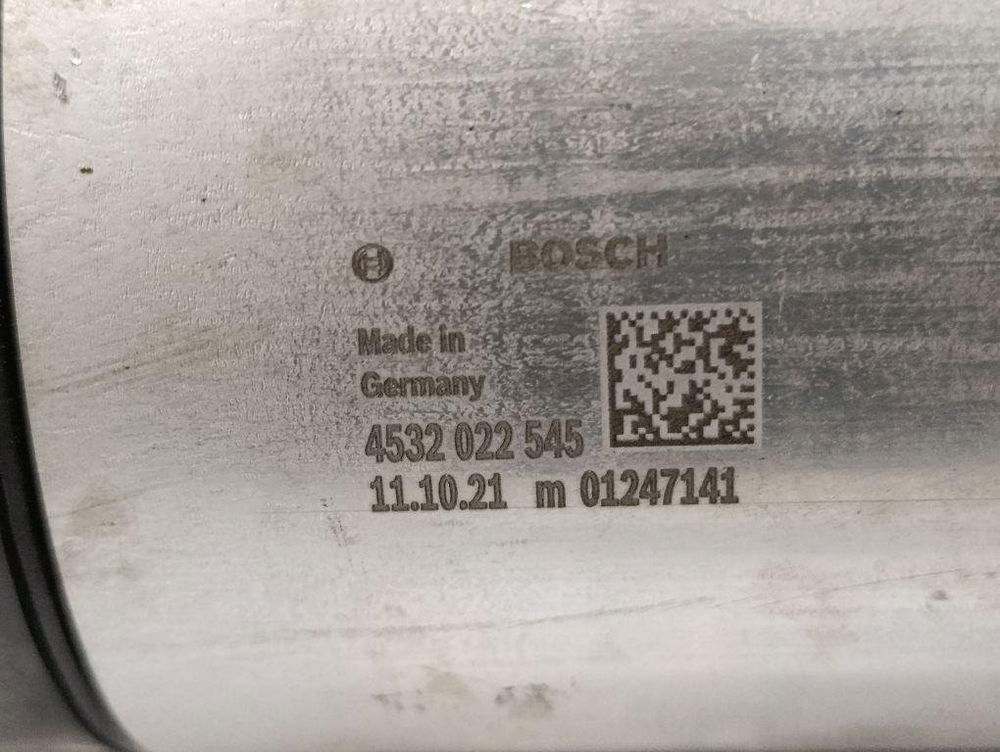 BOSCH
Made in
Germany
4532 022 545
11.10.21 m 01247141